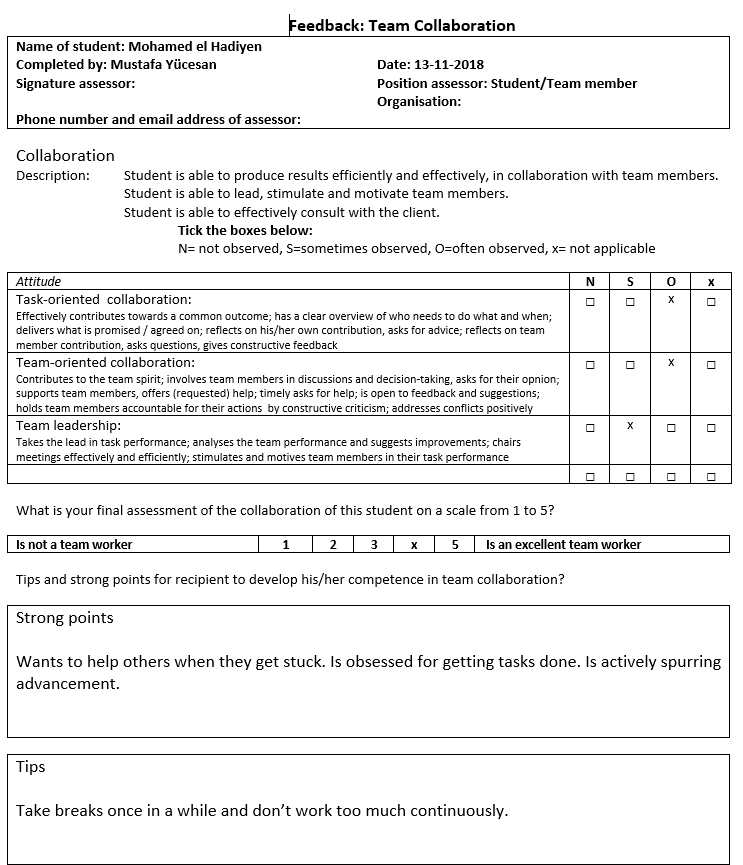 Feedback: Team Collaboration
Name of student: Mohamed el Hadiyen
Completed by: Mustafa Yücesan Date: 13-11-2018
Signature assessor: Position assessor: Student/Team member
Organisation:
Phone number and email address of assessor:
Collaboration
Description: Student is able to produce results efficiently and effectively, in collaboration with team members.
Student is able to lead, stimulate and motivate team members.
Student is able to effectively consult with the client.
Tick the boxes below:
N= not observed, S=sometimes observed, O=often observed, x= not applicable
Attitude N S O x
Task-oriented collaboration: ☐ ☐ x ☐
Effectively contributes towards a common outcome; has a clear overview of who needs to do what and when;
delivers what is promised / agreed on; reflects on his/her own contribution, asks for advice; reflects on team
member contribution, asks questions, gives constructive feedback
Team-oriented collaboration: ☐ ☐ x ☐
Contributes to the team spirit; involves team members in discussions and decision-taking, asks for their opnion;
supports team members, offers (requested) help; timely asks for help; is open to feedback and suggestions;
holds team members accountable for their actions by constructive criticism; addresses conflicts positively
Team leadership: ☐ x ☐ ☐
Takes the lead in task performance; analyses the team performance and suggests improvements; chairs
meetings effectively and efficiently; stimulates and motives team members in their task performance
☐ ☐ ☐ ☐
What is your final assessment of the collaboration of this student on a scale from 1 to 5?
Is not a team worker 1 2 3 x 5 Is an excellent team worker
Tips and strong points for recipient to develop his/her competence in team collaboration?
Strong points
Wants to help others when they get stuck. Is obsessed for getting tasks done. Is actively spurring
advancement.
Tips
Take breaks once in a while and don't work too much continuously.